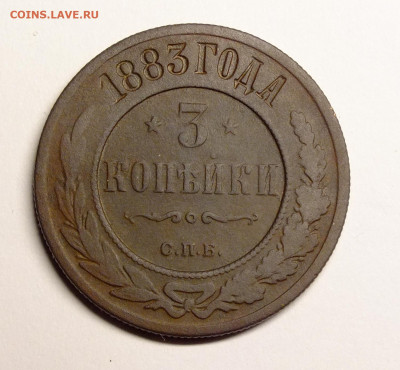 COINS.LAVE.RU
1883 ГОДА
3
КОПѢЙКИ
С.П.Б.